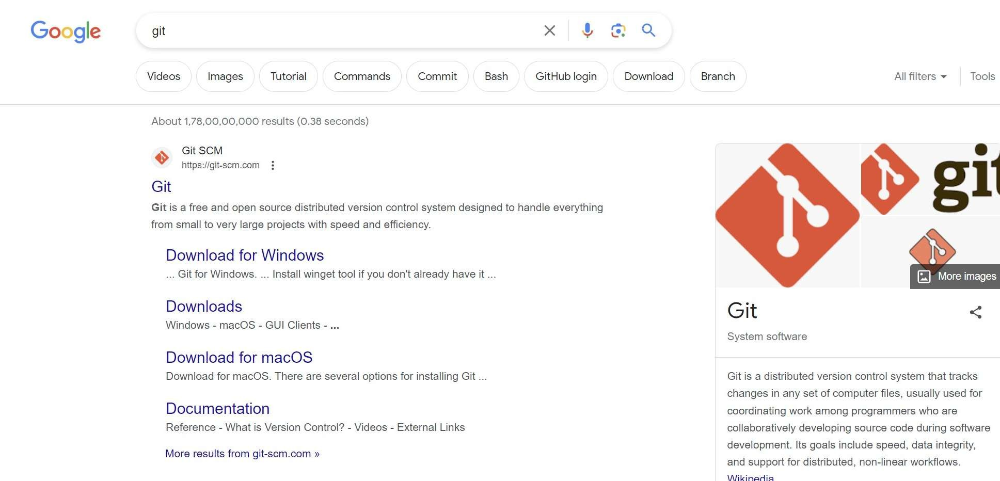 Google
git
Videos
Images
Tutorial
Commands
Commit
Bash
GitHub login
Download
Branch
All filters
Tools
About 1,78,00,00,000 results (0.38 seconds)
Git SCM
https://git-scm.com
Git
Git is a free and open source distributed version control system designed to handle everything
from small to very large projects with speed and efficiency.
Download for Windows
... Git for Windows. ... Install winget tool if you don't already have it ...
Downloads
Windows - macOS - GUI Clients - ...
Download for macOS
Download for macOS. There are several options for installing Git ...
Documentation
Reference - What is Version Control? - Videos - External Links
More results from git-scm.com »
git
More images
Git
System software
Git is a distributed version control system that tracks
changes in any set of computer files, usually used for
coordinating work among programmers who are
collaboratively developing source code during software
development. Its goals include speed, data integrity,
and support for distributed, non-linear workflows.
Wikipedia